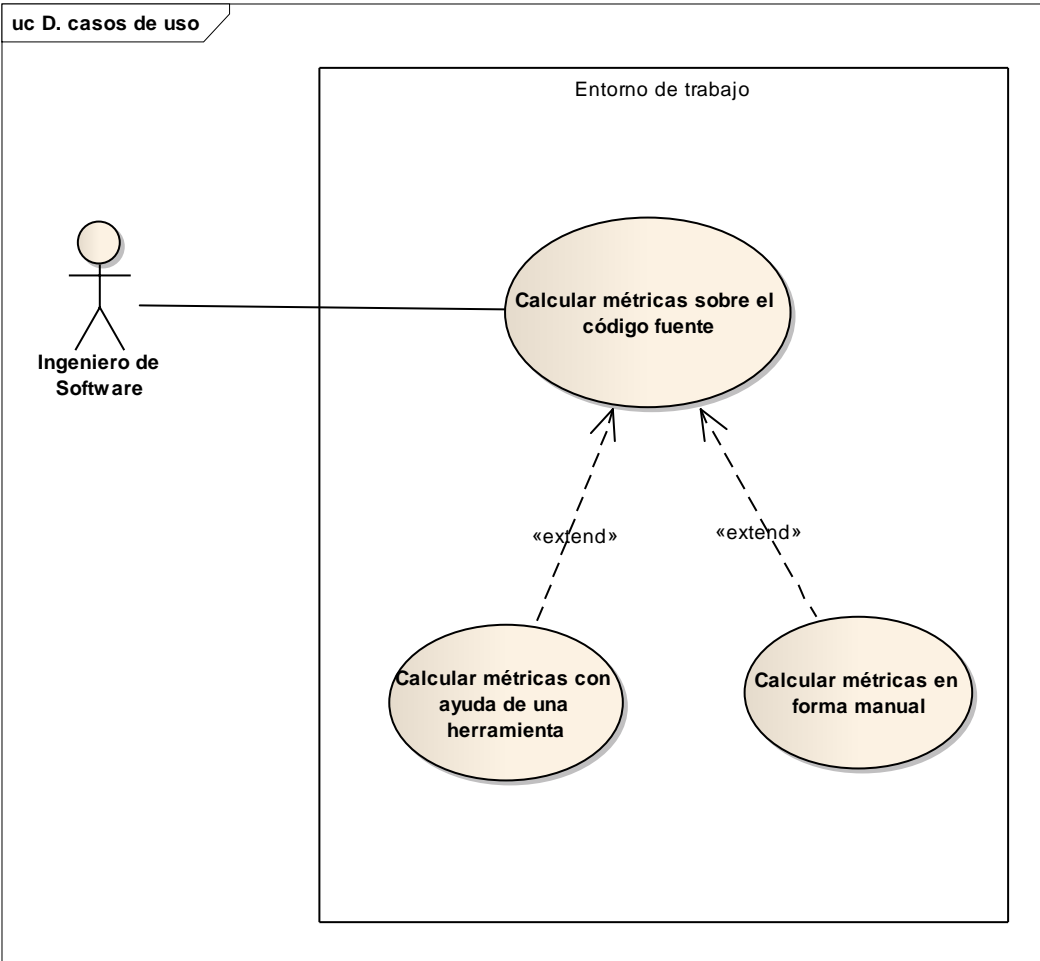 uc D. casos de uso
Entorno de trabajo
Calcular métricas sobre el
código fuente
Ingeniero de
Software
«extend»
«extend»
Calcular métricas con
ayuda de una
herramienta
Calcular métricas en
forma manual